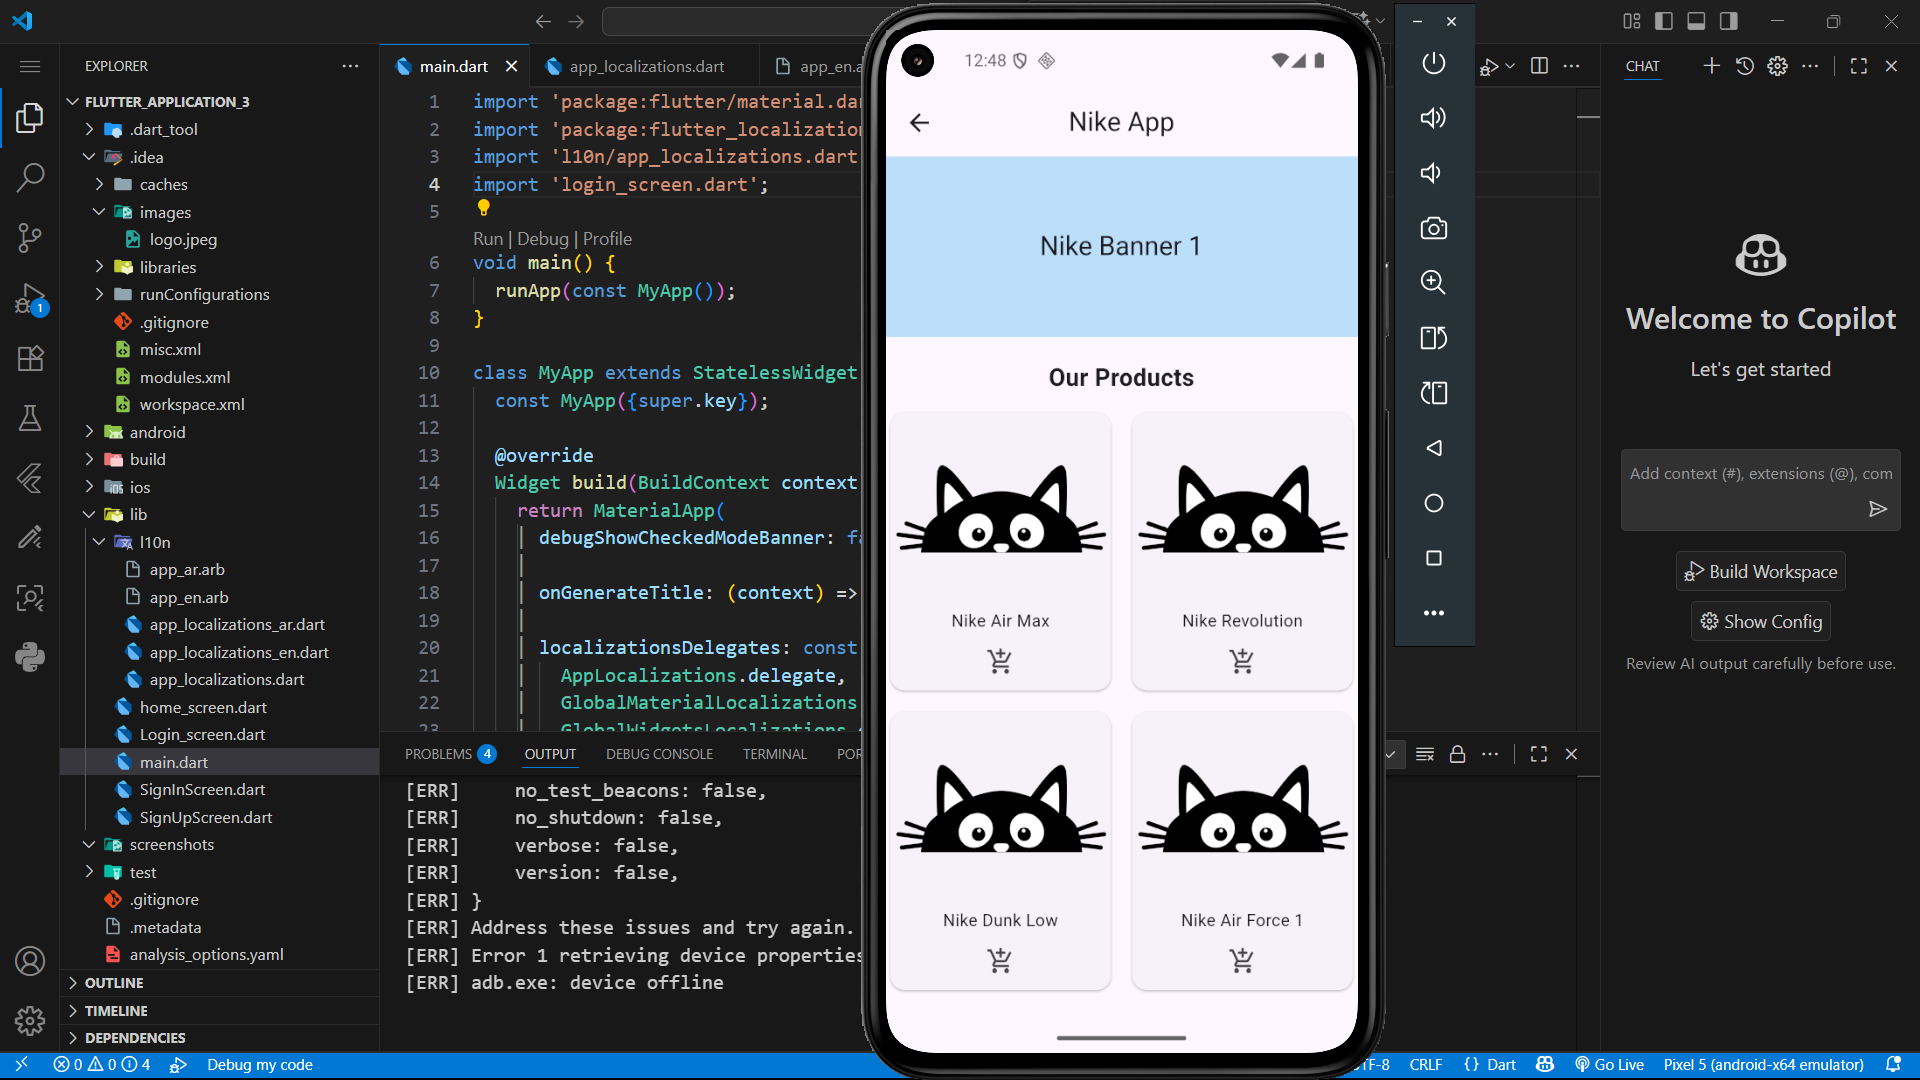 EXPLORER
FLUTTER_APPLICATION_3
.dart_tool
.idea
caches
images
logo.jpeg
libraries
runConfigurations
.gitignore
misc.xml
modules.xml
workspace.xml
android
build
ios
lib
l10n
app_ar.arb
app_en.arb
app_localizations_ar.dart
app_localizations_en.dart
app_localizations.dart
home_screen.dart
Login_screen.dart
main.dart
SignInScreen.dart
SignUpScreen.dart
screenshots
test
.gitignore
.metadata
analysis_options.yaml
OUTLINE
TIMELINE
DEPENDENCIES
1
main.dart
app_localizations.dart
app_en.a
1 import 'package:flutter/material.dar
2 import 'package:flutter_localization
3 import 'l10n/app_localizations.dart
4 import 'login_screen.dart';
5
Run | Debug | Profile
6 void main() {
7 runApp(const MyApp());
8 }
9
10 class MyApp extends StatelessWidget
11 const MyApp({super.key});
12
13 @override
14 Widget build(BuildContext context
15 return MaterialApp(
16 debugShowCheckedModeBanner: fa
17
18 onGenerateTitle: (context) =>
19
20 localizationsDelegates: const
21 AppLocalizations.delegate,
22 GlobalMaterialLocalizations
23 GlobalWidgetsLocalizations.
PROBLEMS 4 OUTPUT DEBUG CONSOLE TERMINAL POR
[ERR] no_test_beacons: false,
[ERR] no_shutdown: false,
[ERR] verbose: false,
[ERR] version: false,
[ERR] }
[ERR] Address these issues and try again.
[ERR] Error 1 retrieving device properties
[ERR] adb.exe: device offline
12:48
Nike App
Nike Banner 1
Our Products
Nike Air Max
Nike Revolution
Nike Dunk Low
Nike Air Force 1
CHAT
Welcome to Copilot
Let's get started
Add context (#), extensions (@), com
Build Workspace
Show Config
Review AI output carefully before use.
0 0 4 Debug my code
TF-8 CRLF {} Dart Go Live Pixel 5 (android-x64 emulator)